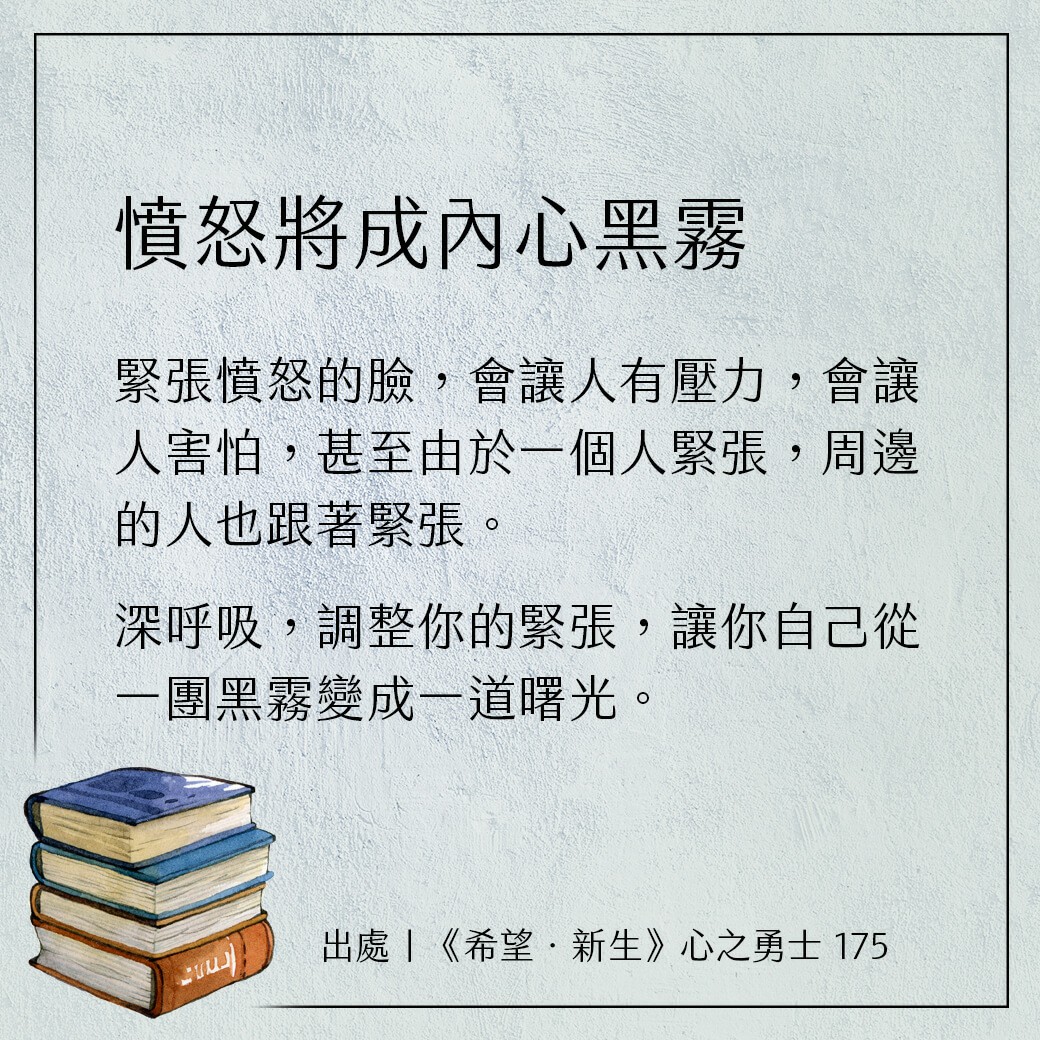 憤怒將成內心黑霧
緊張憤怒的臉，會讓人有壓力，會讓
人害怕，甚至由於一個人緊張，周邊
的人也跟著緊張。
深呼吸，調整你的緊張，讓你自己從
一團黑霧變成一道曙光。
出處｜《希望．新生》心之勇士 175